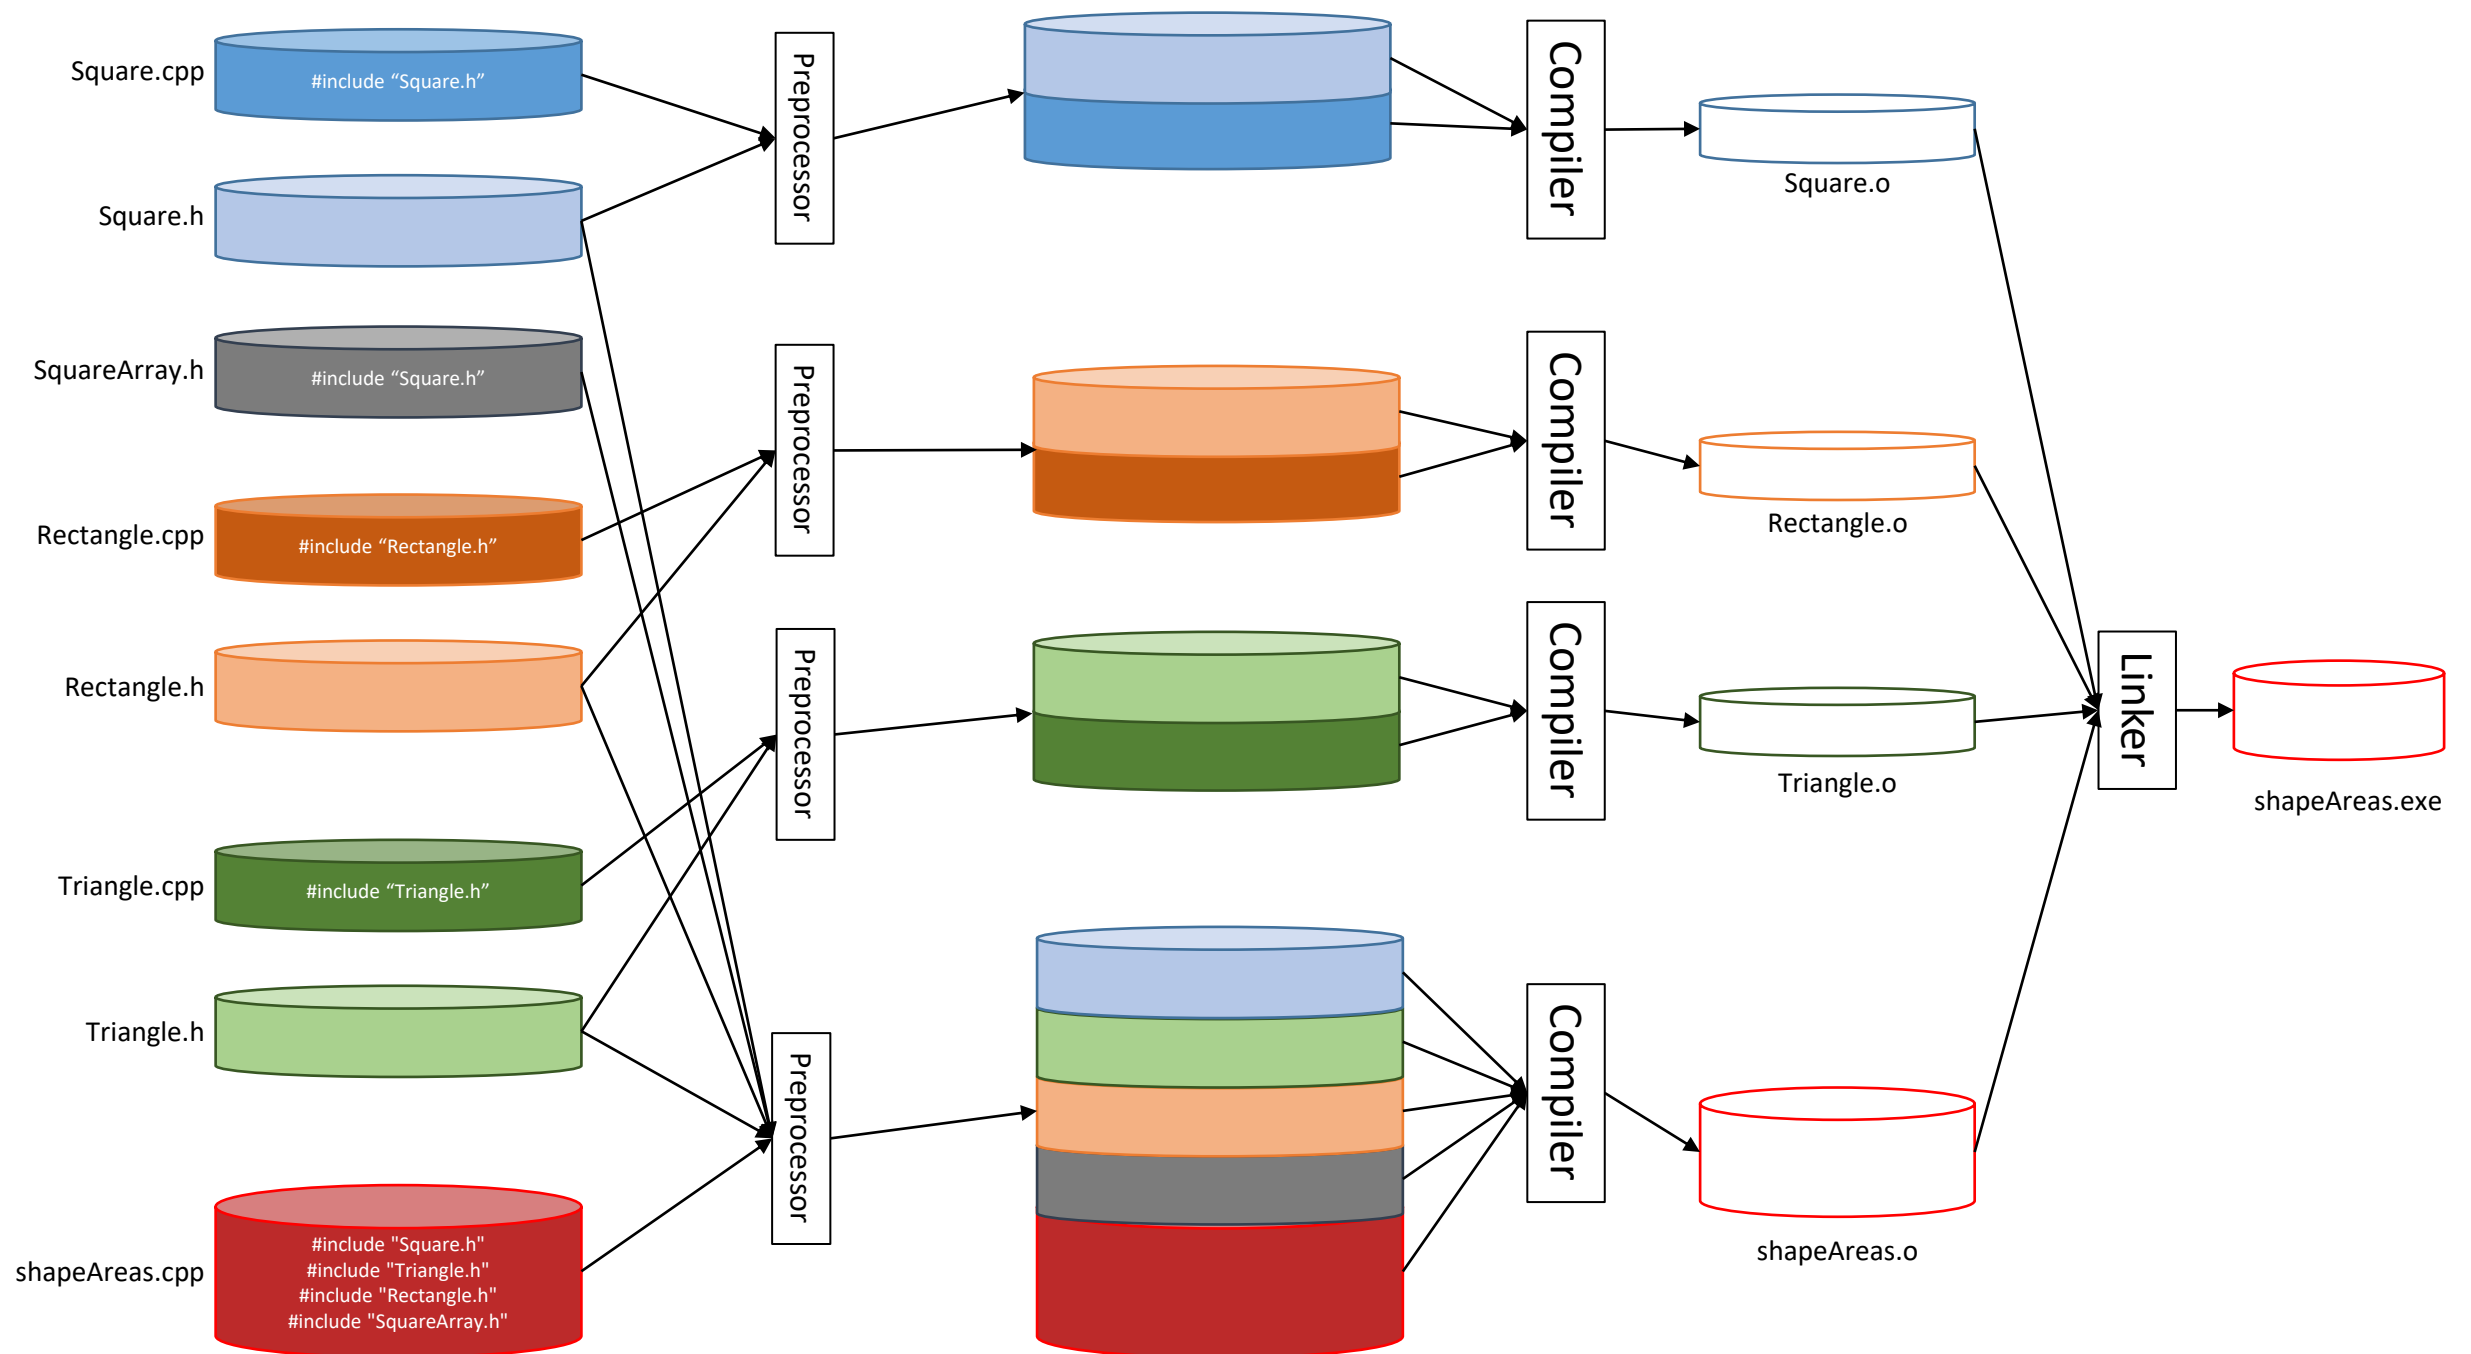 Square.cpp
#include “Square.h”
Preprocessor
Compiler
Square.o
Square.h
SquareArray.h
#include “Square.h”
Preprocessor
Compiler
Rectangle.o
Rectangle.cpp
#include “Rectangle.h”
Rectangle.h
Preprocessor
Compiler
Triangle.o
Linker
shapeAreas.exe
Triangle.cpp
#include “Triangle.h”
Triangle.h
Preprocessor
Compiler
shapeAreas.o
shapeAreas.cpp
#include "Square.h"
#include "Triangle.h"
#include "Rectangle.h"
#include "SquareArray.h"